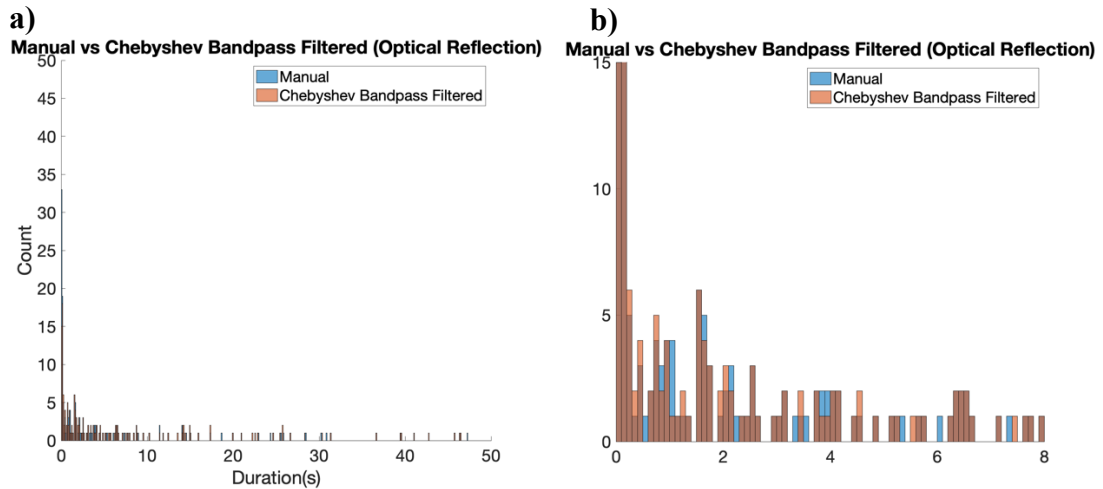 a)
Manual vs Chebyshev Bandpass Filtered (Optical Reflection)
Manual
Chebyshev Bandpass Filtered
50
45
40
35
30
25
20
15
10
5
0
Count
0 10 20 30 40 50
Duration(s)
b)
Manual vs Chebyshev Bandpass Filtered (Optical Reflection)
Manual
Chebyshev Bandpass Filtered
15
10
5
0
0 2 4 6 8